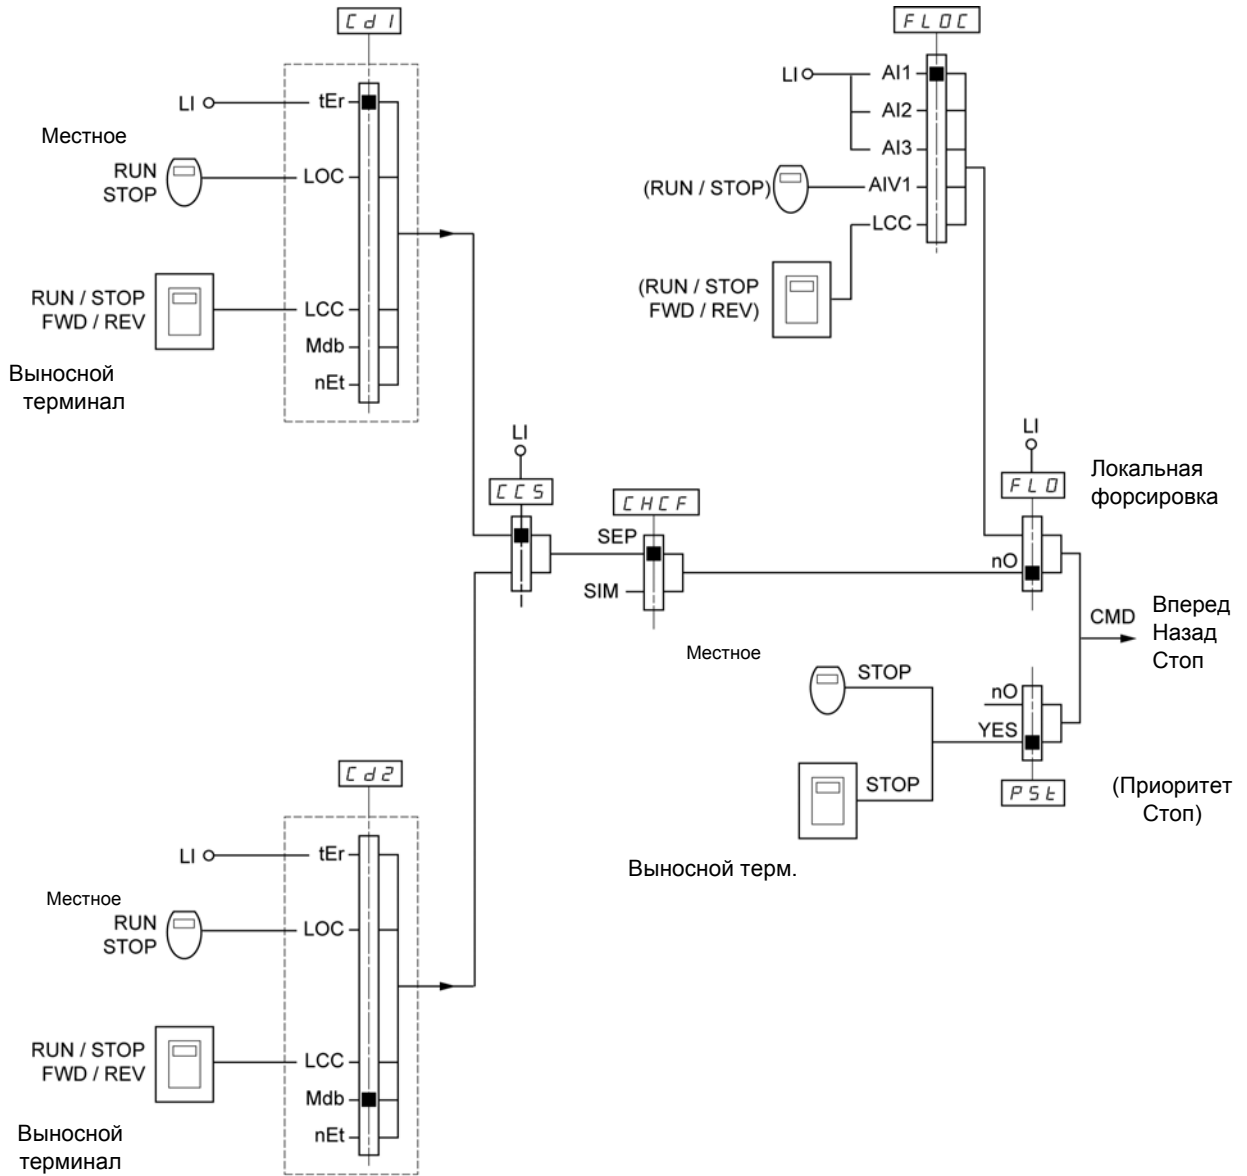 Cd1
LI
tEr
Местное
RUN
STOP
LOC
RUN / STOP
FWD / REV
LCC
Mdb
nEt
Выносной
терминал
FLOC
LI
AI1
AI2
AI3
(RUN / STOP)
AIV1
LCC
(RUN / STOP
FWD / REV)
LI
CCS
CHCF
SEP
SIM
LI
FLO
Локальная
форсировка
nO
CMD
Вперед
Назад
Стоп
Местное
STOP
nO
YES
STOP
PSt
(Приоритет
Стоп)
Выносной терм.
Cd2
LI
tEr
Местное
RUN
STOP
LOC
RUN / STOP
FWD / REV
LCC
Mdb
nEt
Выносной
терминал